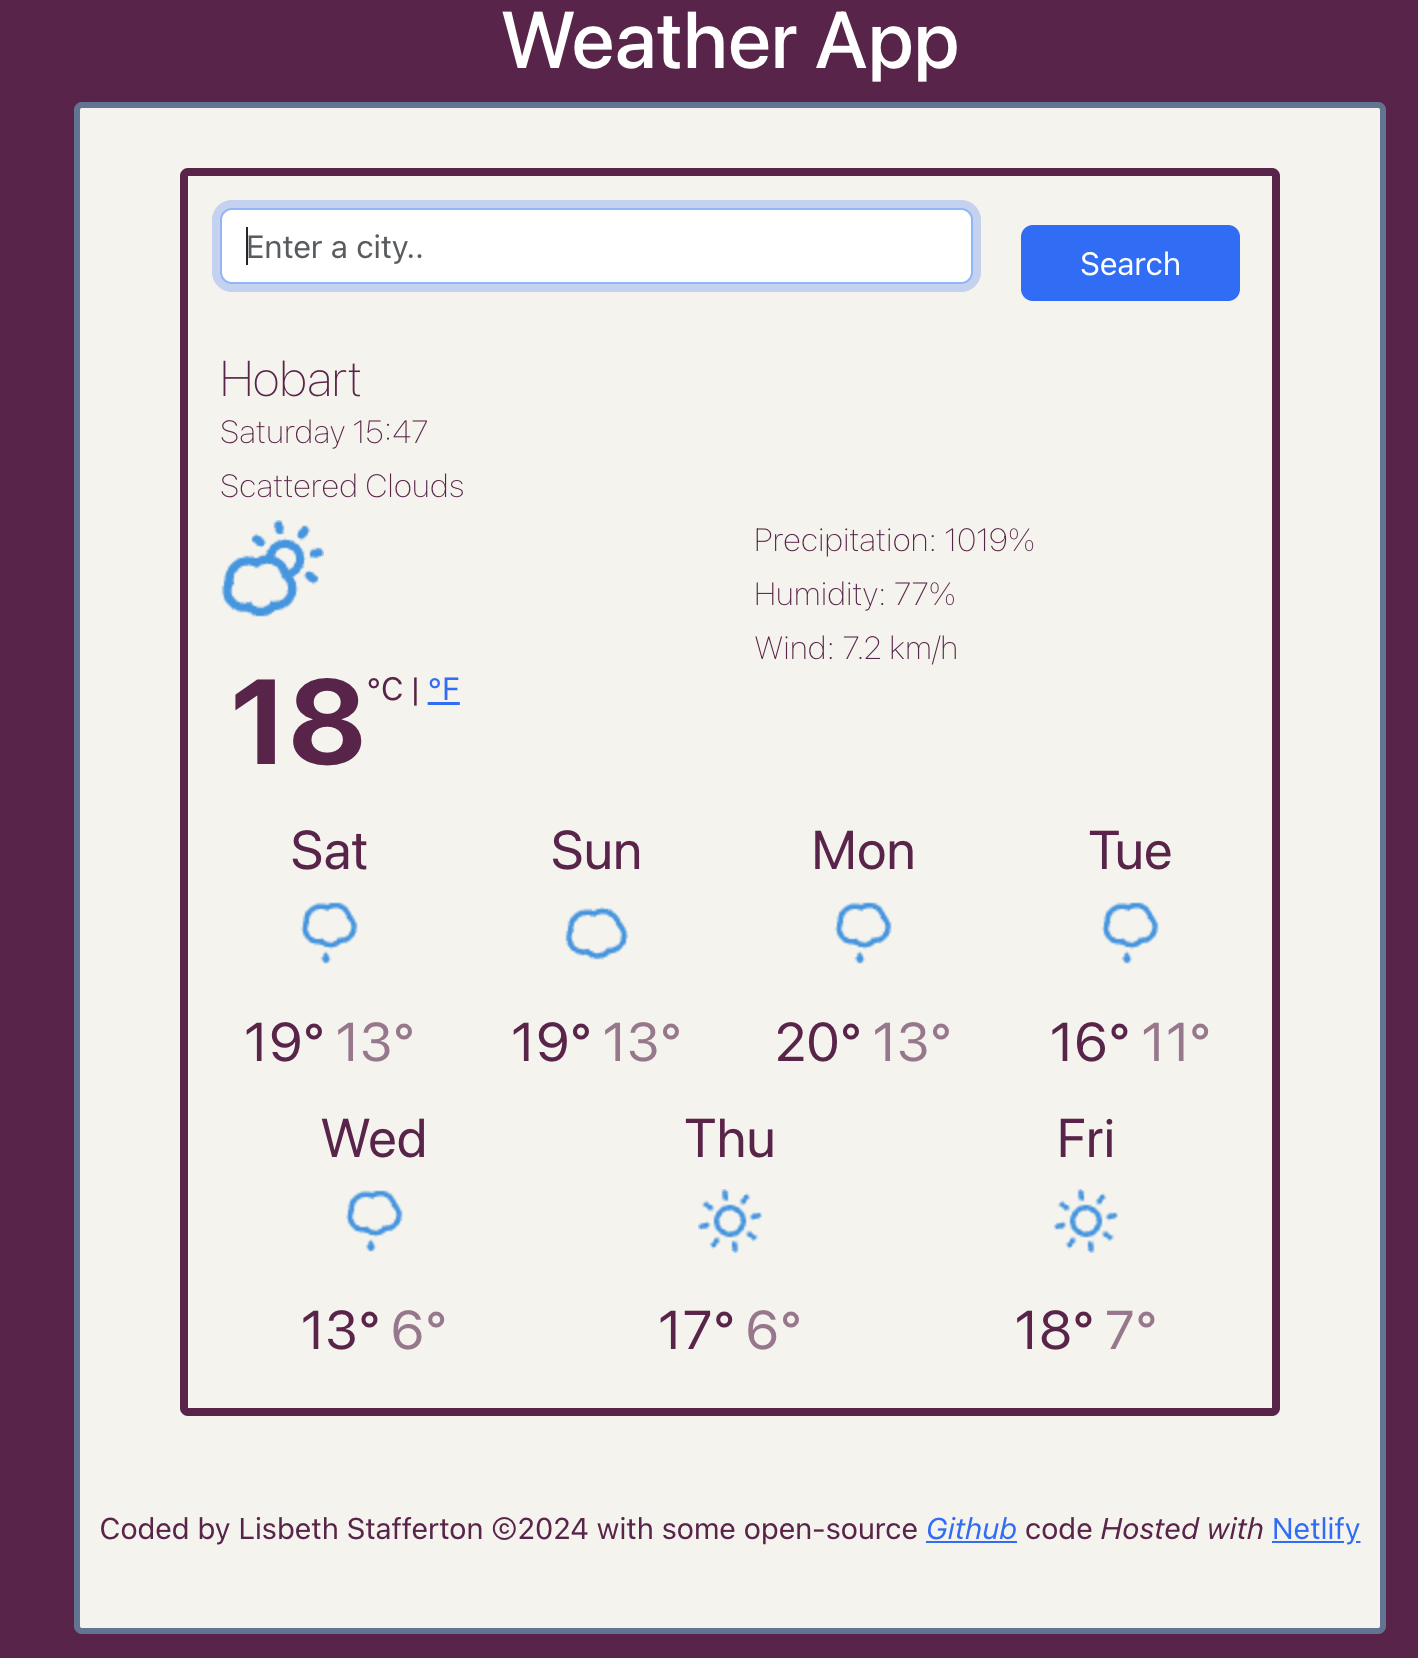 Weather App
Enter a city..
Search
Hobart
Saturday 15:47
Scattered Clouds
Precipitation: 1019%
Humidity: 77%
Wind: 7.2 km/h
18 °C | °F
Sat Sun Mon Tue
19° 13° 19° 13° 20° 13° 16° 11°
Wed Thu Fri
13° 6° 17° 6° 18° 7°
Coded by Lisbeth Stafferton ©2024 with some open-source Github code Hosted with Netlify